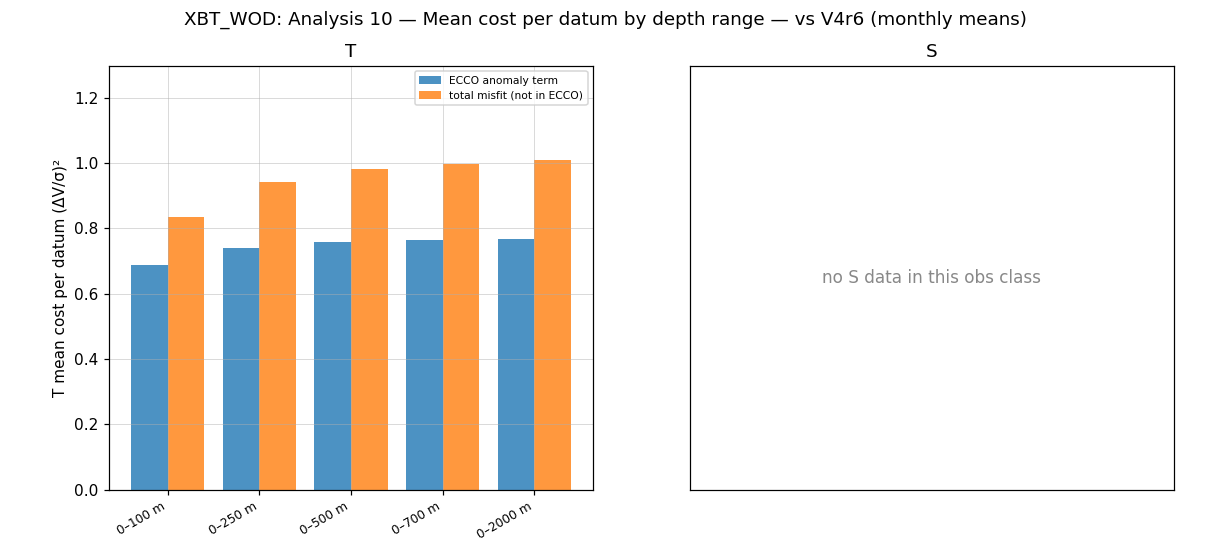 XBT_WOD: Analysis 10 — Mean cost per datum by depth range — vs V4r6 (monthly means)
T
T mean cost per datum (ΔV/σ)²
1.2
1.0
0.8
0.6
0.4
0.2
0.0
ECCO anomaly term
total misfit (not in ECCO)
0–100 m
0–250 m
0–500 m
0–700 m
0–2000 m
S
no S data in this obs class